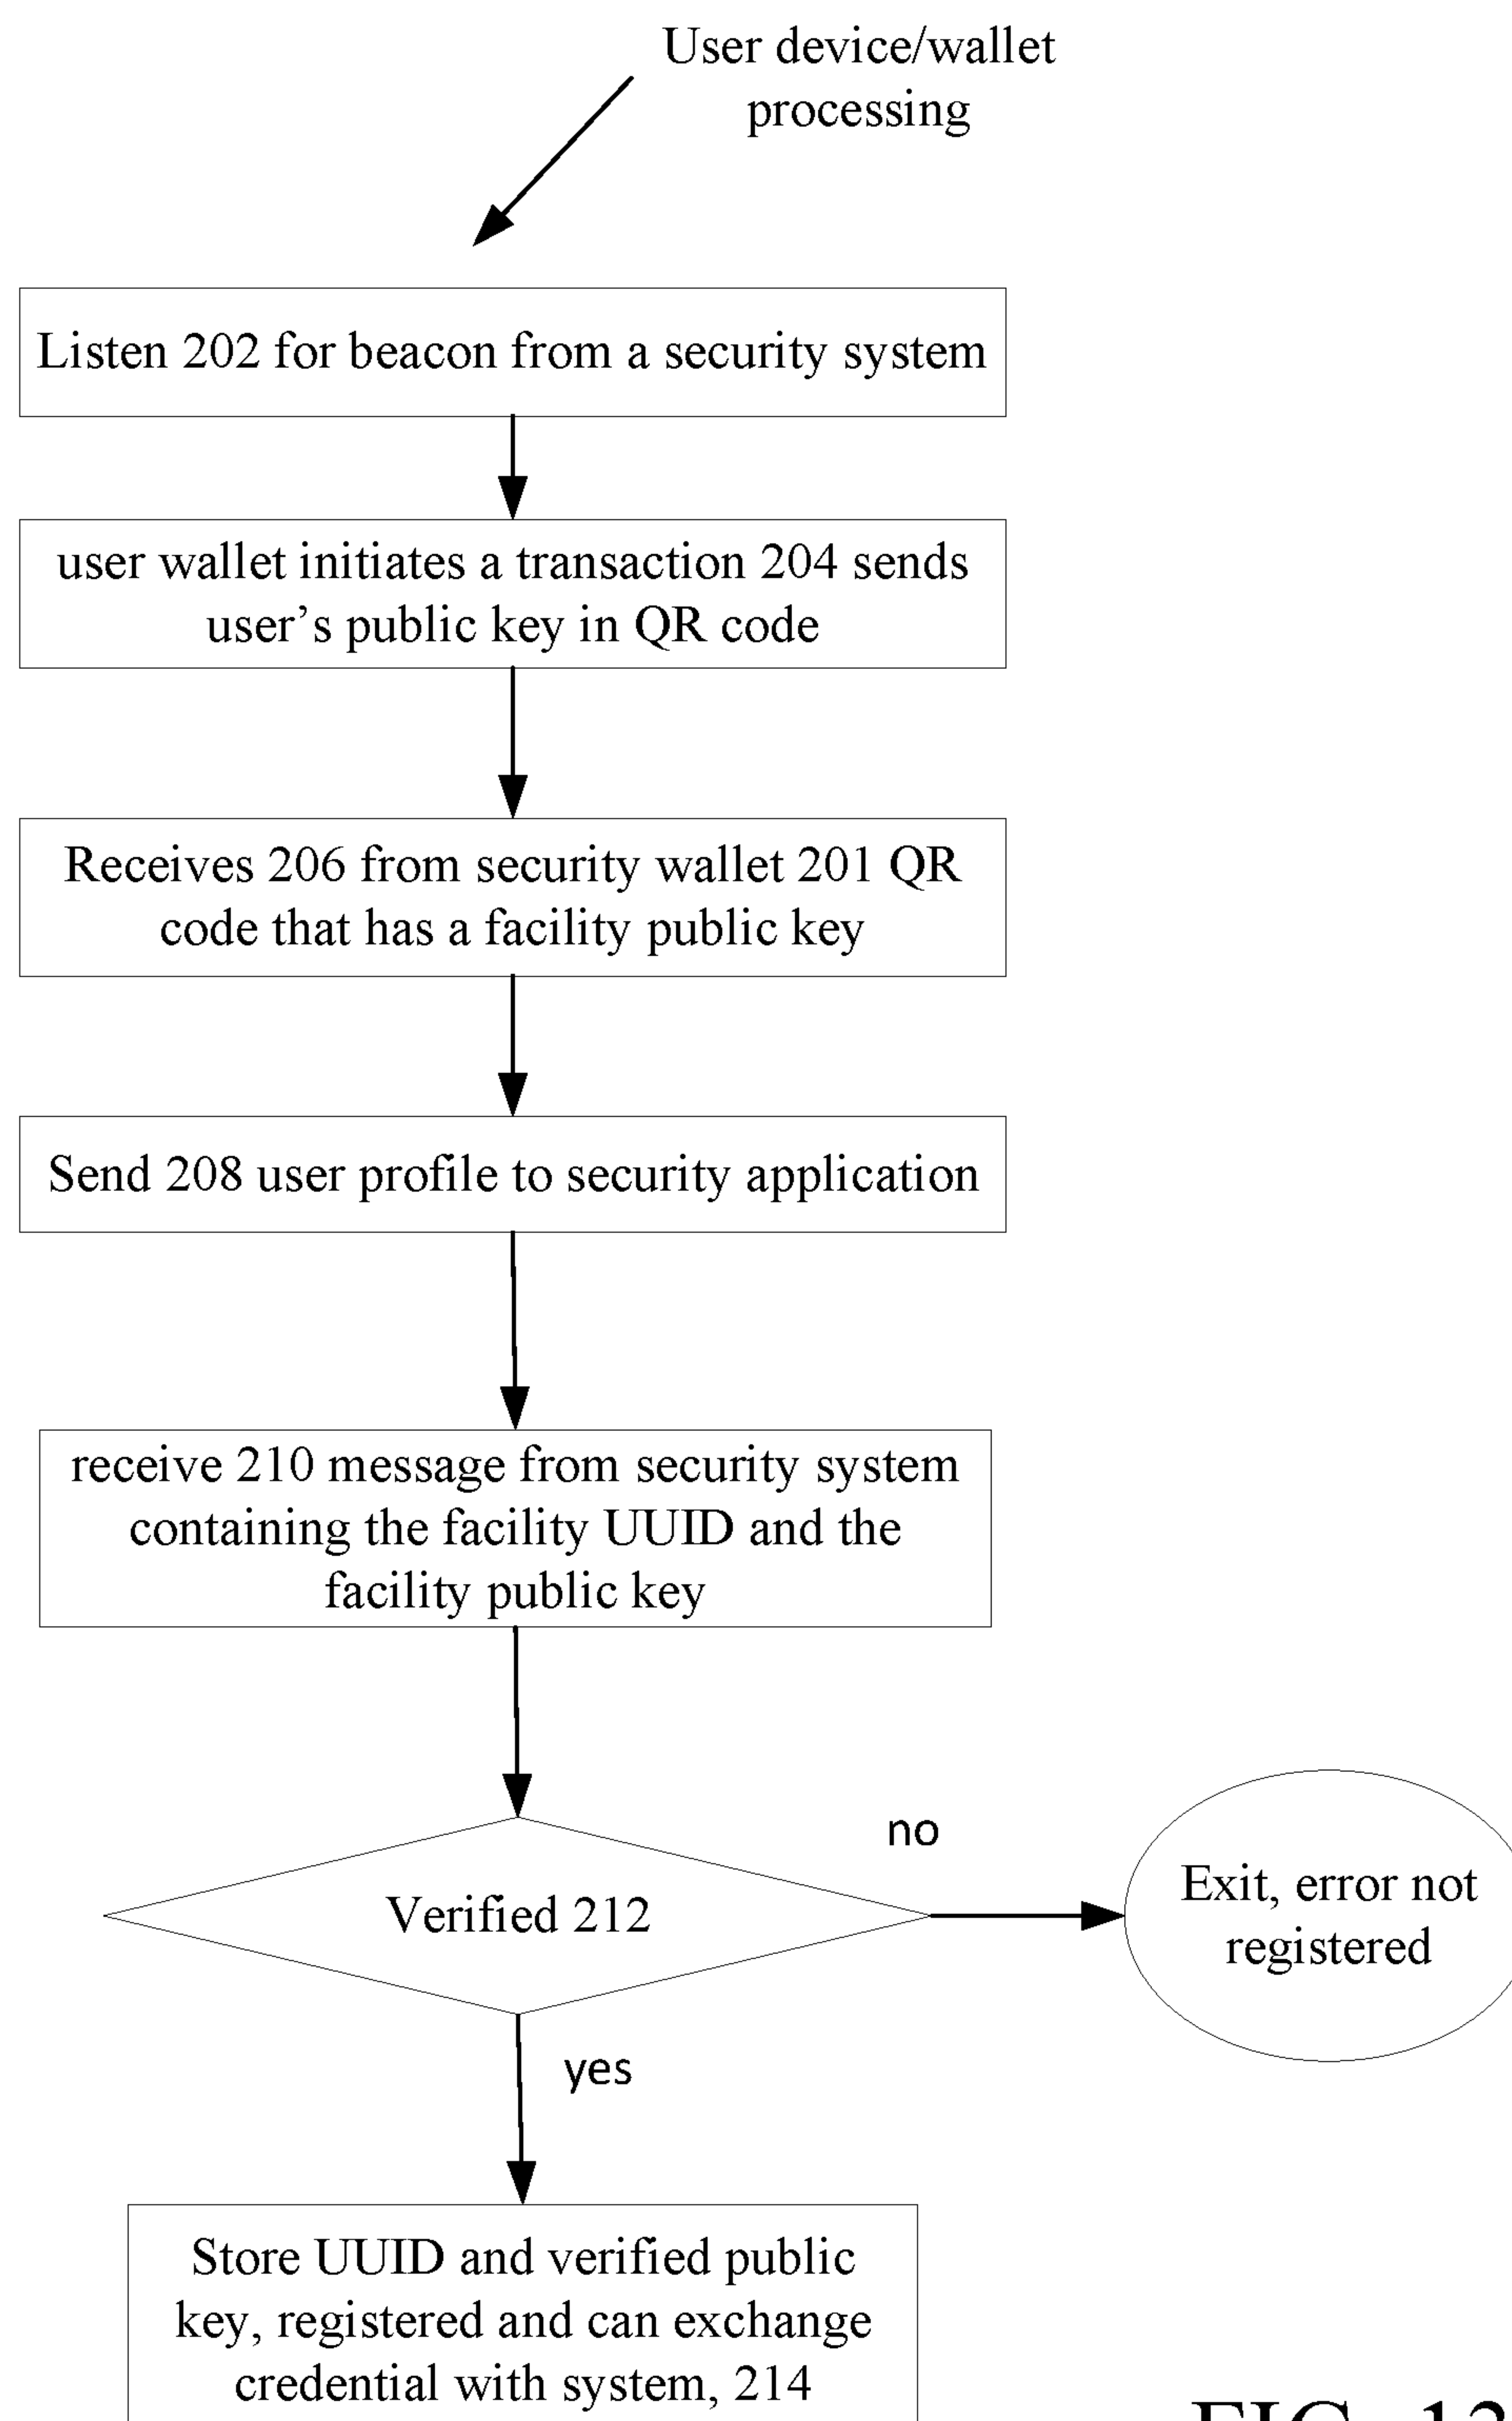 User device/wallet
processing
Listen 202 for beacon from a security system
user wallet initiates a transaction 204 sends
user’s public key in QR code
Receives 206 from security wallet 201 QR
code that has a facility public key
Send 208 user profile to security application
receive 210 message from security system
containing the facility UUID and the
facility public key
no
Verified 212
Exit, error not
registered
yes
Store UUID and verified public
key, registered and can exchange
credential with system, 214